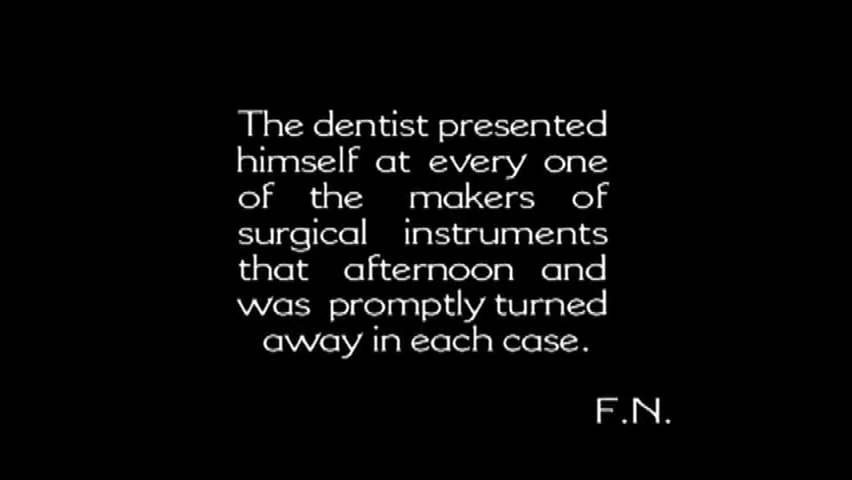 The dentist presented
himself at every one
of the makers of
surgical instruments
that afternoon and
was promptly turned
away in each case.
F.N.